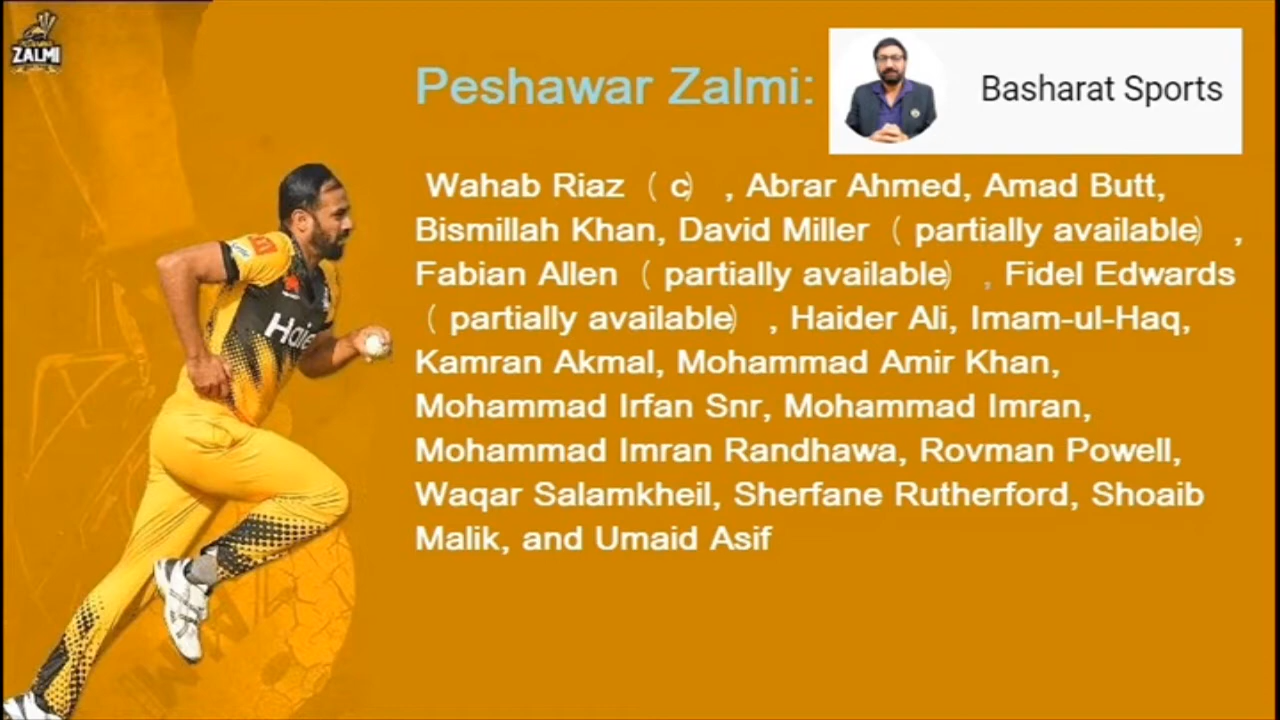 ZALMI
Peshawar Zalmi:
Basharat Sports
Wahab Riaz ( c) , Abrar Ahmed, Amad Butt,
Bismillah Khan, David Miller ( partially available) ,
Fabian Allen ( partially available) , Fidel Edwards
( partially available) , Haider Ali, Imam-ul-Haq,
Kamran Akmal, Mohammad Amir Khan,
Mohammad Irfan Snr, Mohammad Imran,
Mohammad Imran Randhawa, Rovman Powell,
Waqar Salamkheil, Sherfane Rutherford, Shoaib
Malik, and Umaid Asif
Haie